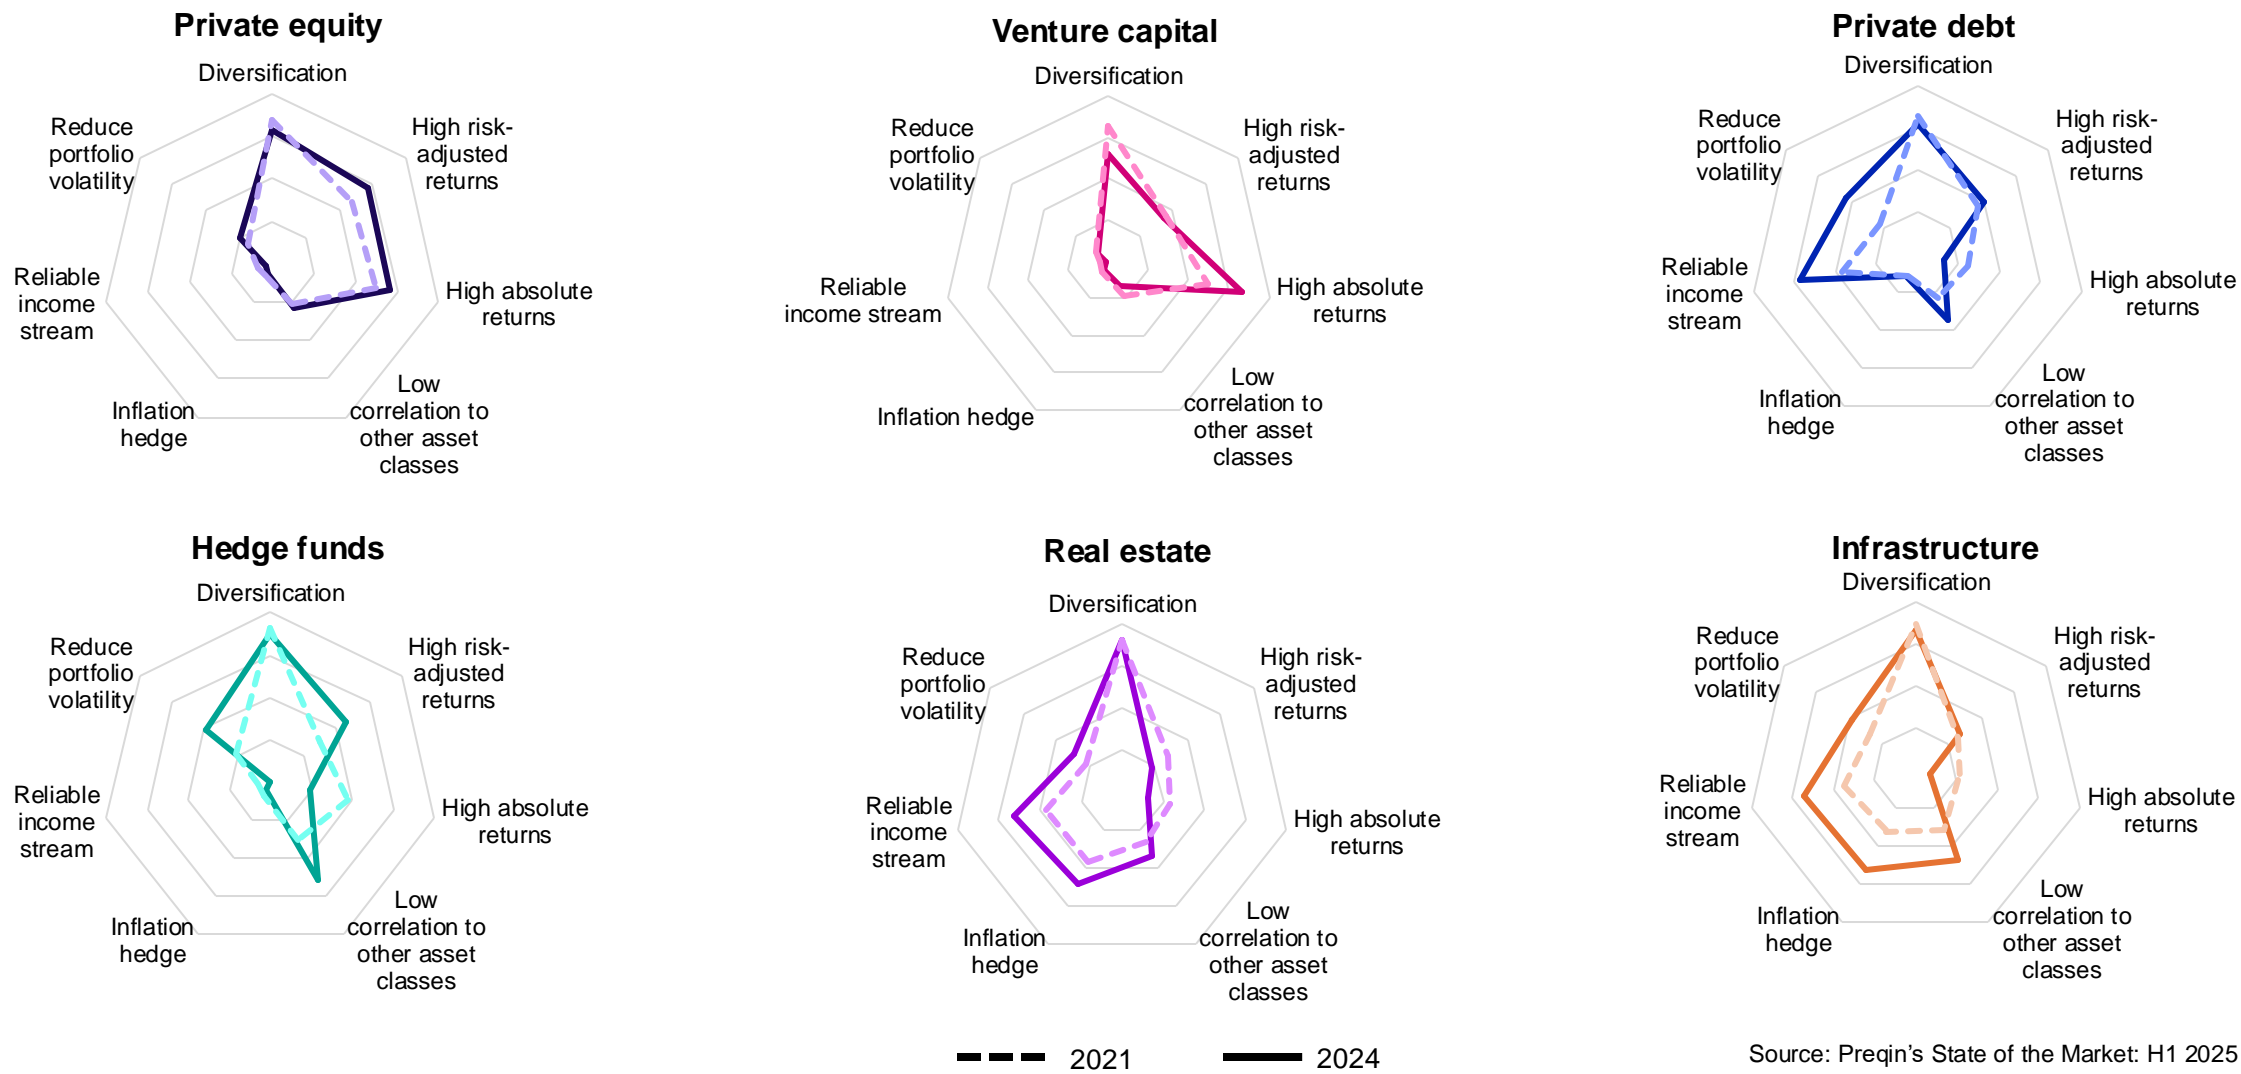 Private equity
Diversification
High risk-
adjusted
returns
High absolute
returns
Low
correlation to
other asset
classes
Inflation
hedge
Reliable
income
stream
Reduce
portfolio
volatility
Venture capital
Diversification
High risk-
adjusted
returns
High absolute
returns
Low
correlation to
other asset
classes
Inflation hedge
Reliable
income stream
Reduce
portfolio
volatility
Private debt
Diversification
High risk-
adjusted
returns
High absolute
returns
Low
correlation to
other asset
classes
Inflation
hedge
Reliable
income
stream
Reduce
portfolio
volatility
Hedge funds
Diversification
High risk-
adjusted
returns
High absolute
returns
Low
correlation to
other asset
classes
Inflation
hedge
Reliable
income
stream
Reduce
portfolio
volatility
Real estate
Diversification
High risk-
adjusted
returns
High absolute
returns
Low
correlation to
other asset
classes
Inflation
hedge
Reliable
income
stream
Reduce
portfolio
volatility
Infrastructure
Diversification
High risk-
adjusted
returns
High absolute
returns
Low
correlation to
other asset
classes
Inflation
hedge
Reliable
income
stream
Reduce
portfolio
volatility
2021
2024
Source: Preqin’s State of the Market: H1 2025